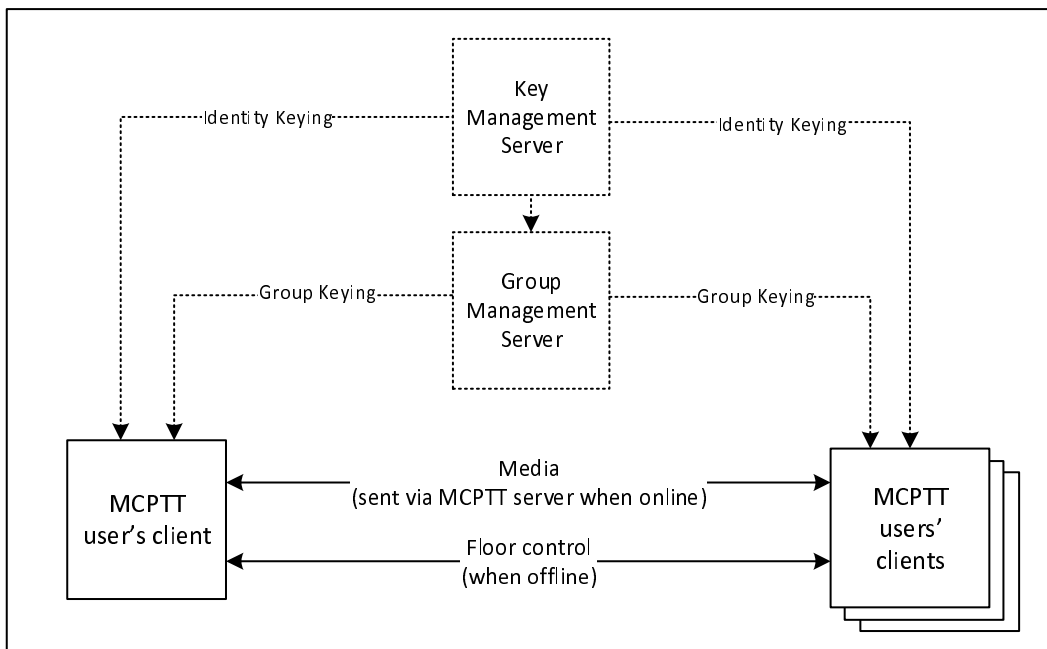 Key
Management
Server
Identity Keying
Identity Keying
Group
Management
Server
Group Keying
Group Keying
MCPTT
user's client
Media
(sent via MCPTT server when online)
Floor control
(when offline)
MCPTT
users'
clients